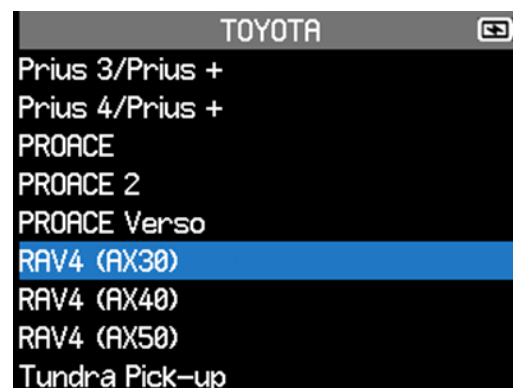 TOYOTA
Prius 3/Prius +
Prius 4/Prius +
PROACE
PROACE 2
PROACE Verso
RAV4 (AX30)
RAV4 (AX40)
RAV4 (AX50)
Tundra Pick-up